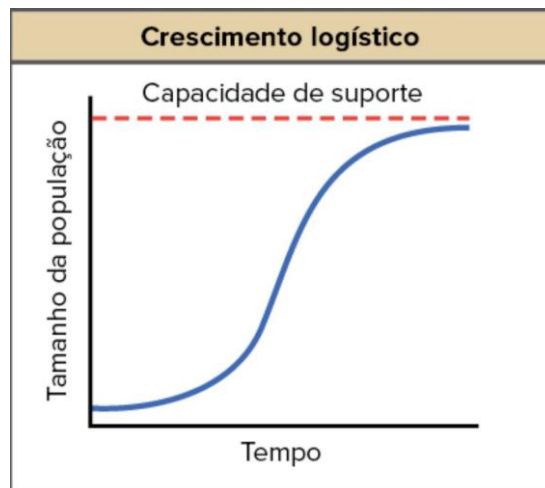 Crescimento logístico
Capacidade de suporte
Tamanho da população
Tempo